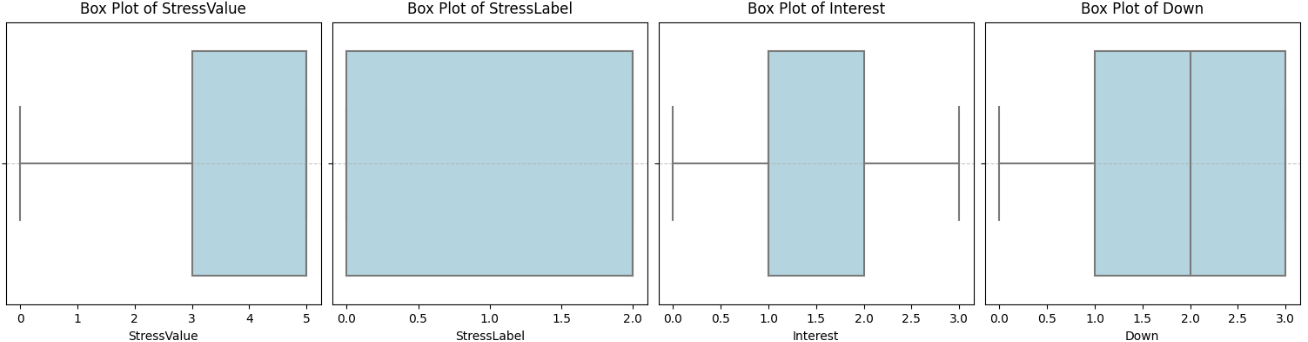 Box Plot of StressValue
0 1 2 3 4 5
StressValue
Box Plot of StressLabel
0.0 0.5 1.0 1.5 2.0
StressLabel
Box Plot of Interest
0.0 0.5 1.0 1.5 2.0 2.5 3.0
Interest
Box Plot of Down
0.0 0.5 1.0 1.5 2.0 2.5 3.0
Down